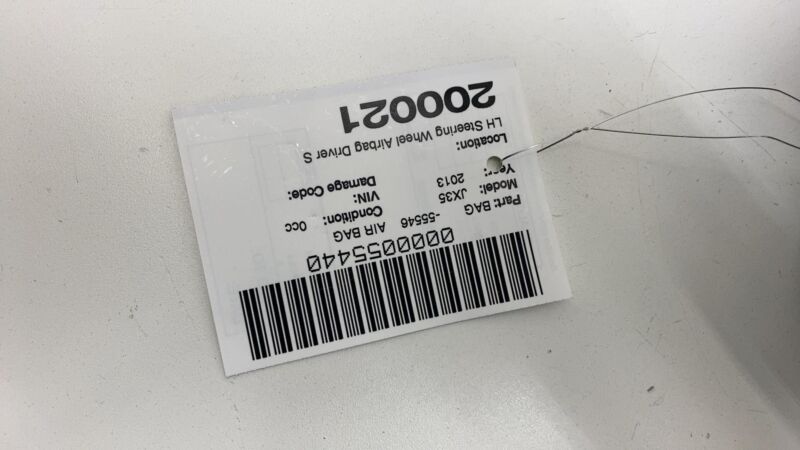 0000055440
Part: BAG -55546 AIR BAG
Model: JX35 Condition: 0cc
Year: 2013 VIN:
Damage Code:
Location:
LH Steering Wheel Airbag Driver S
200021